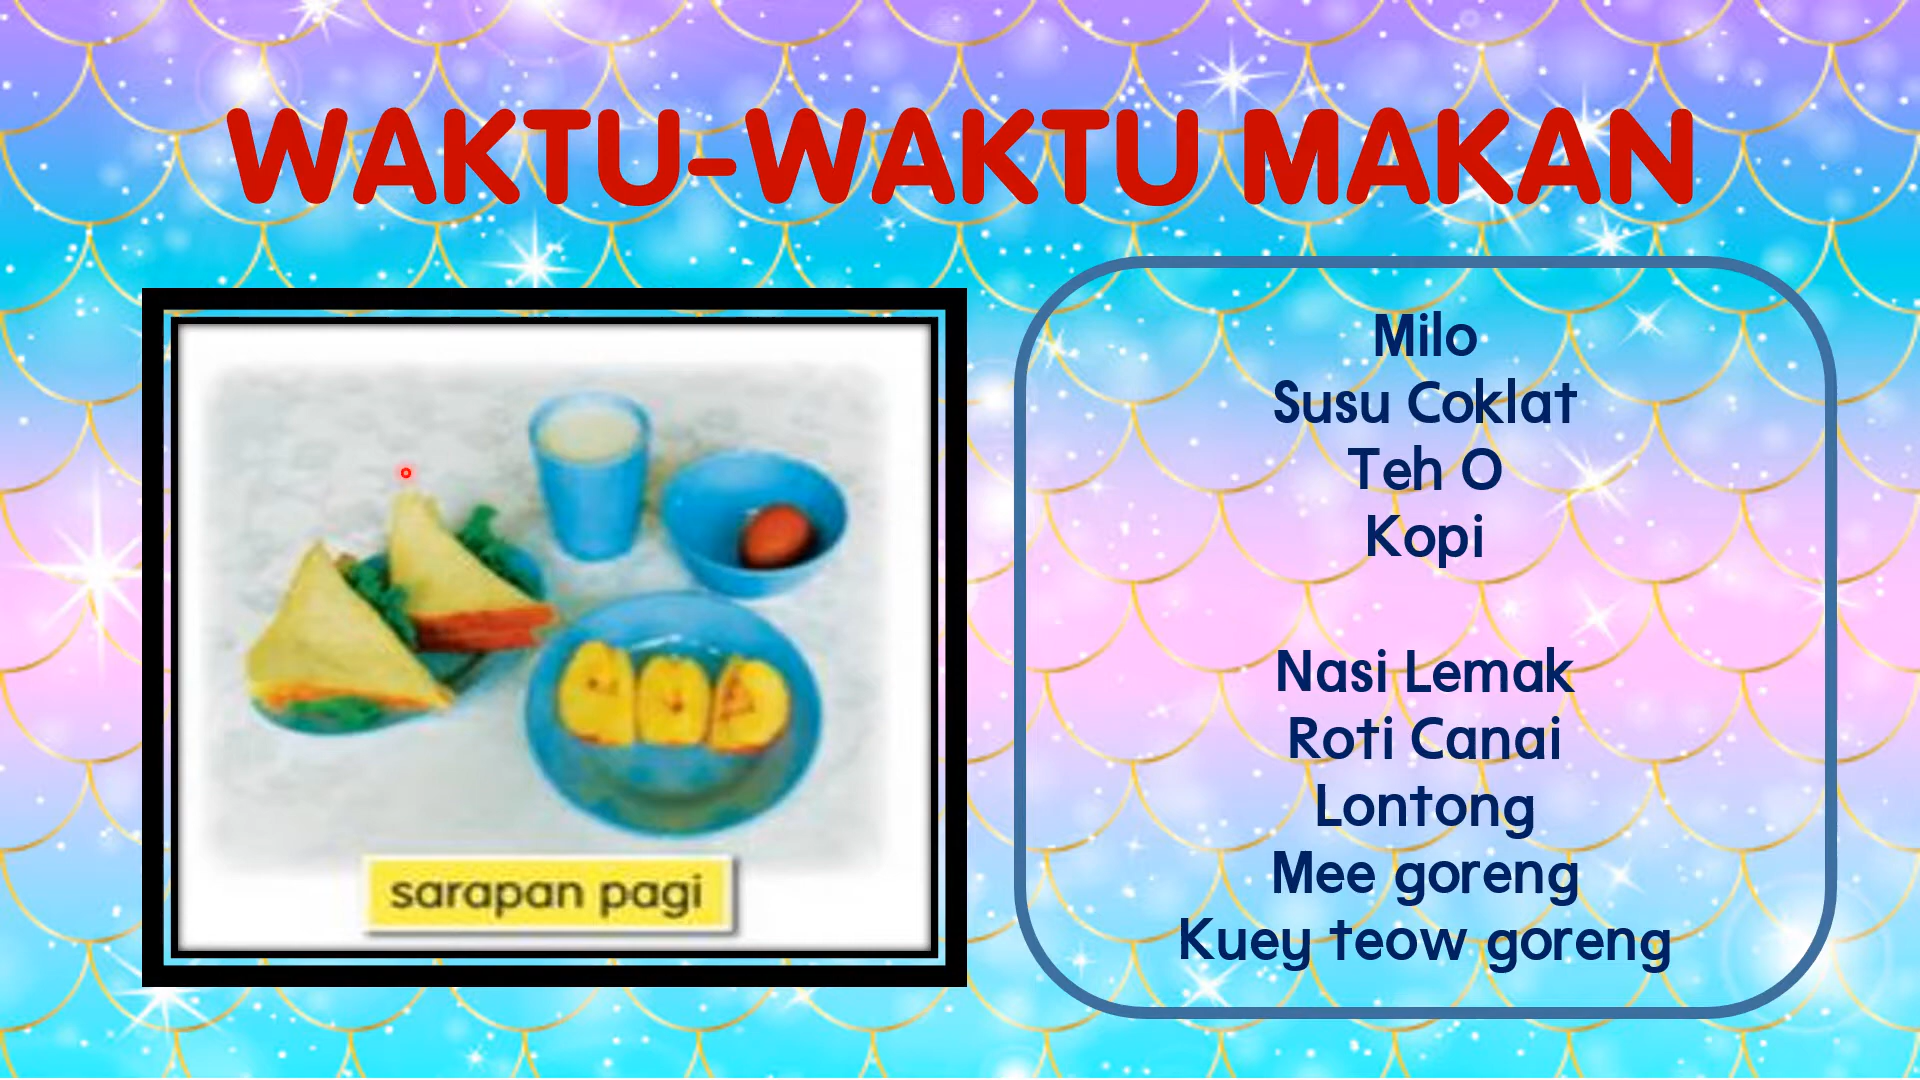 WAKTU-WAKTU MAKAN
sarapan pagi
Milo
Susu Coklat
Teh O
Kopi
Nasi Lemak
Roti Canai
Lontong
Mee goreng
Kuey teow goreng